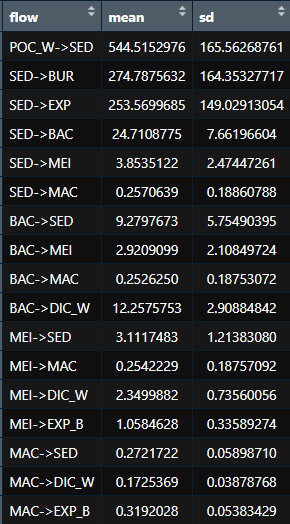 flow mean sd
POC_W->SED 544.5152976 165.56268761
SED->BUR 274.7875632 164.35327717
SED->EXP 253.5699685 149.02913054
SED->BAC 24.7108775 7.66196604
SED->MEI 3.8535122 2.47447261
SED->MAC 0.2570639 0.18860788
BAC->SED 9.2797673 5.75490395
BAC->MEI 2.9209099 2.10849724
BAC->MAC 0.2526250 0.18753072
BAC->DIC_W 12.2575753 2.90884842
MEI->SED 3.1117483 1.21383080
MEI->MAC 0.2542229 0.18757092
MEI->DIC_W 2.3499882 0.73560056
MEI->EXP_B 1.0584628 0.33589274
MAC->SED 0.2721722 0.05898710
MAC->DIC_W 0.1725369 0.03878768
MAC->EXP_B 0.3192028 0.05383429